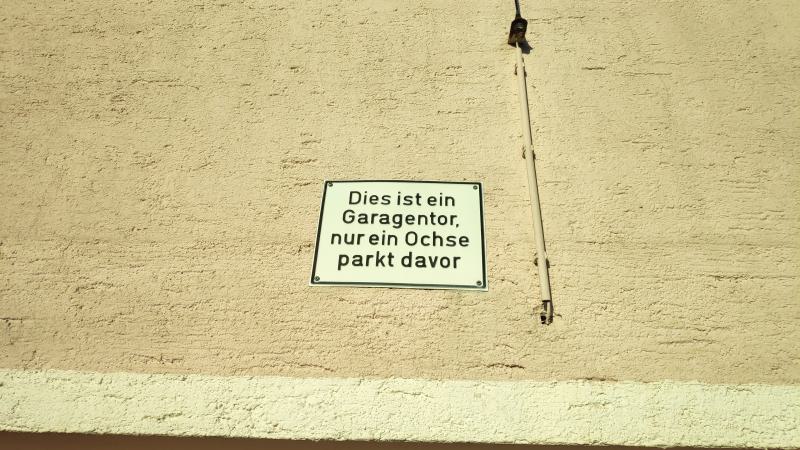 Dies ist ein
Garagentor,
nur ein Ochse
parkt davor